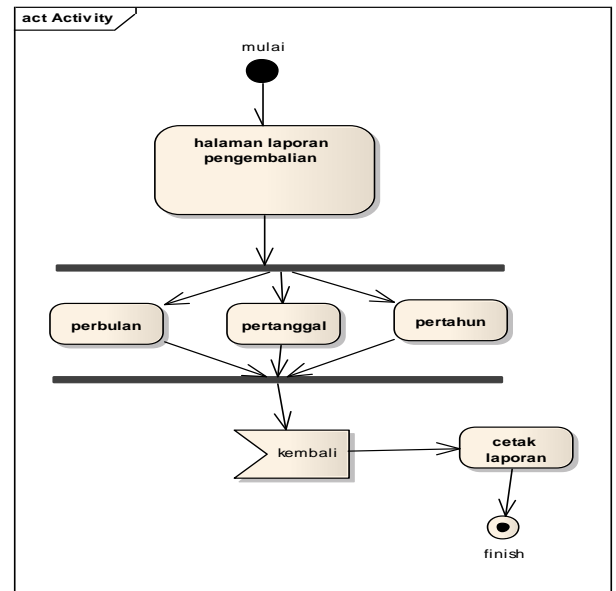 act Activity
mulai
halaman laporan
pengembalian
perbulan
pertanggal
pertahun
kembali
cetak
laporan
finish